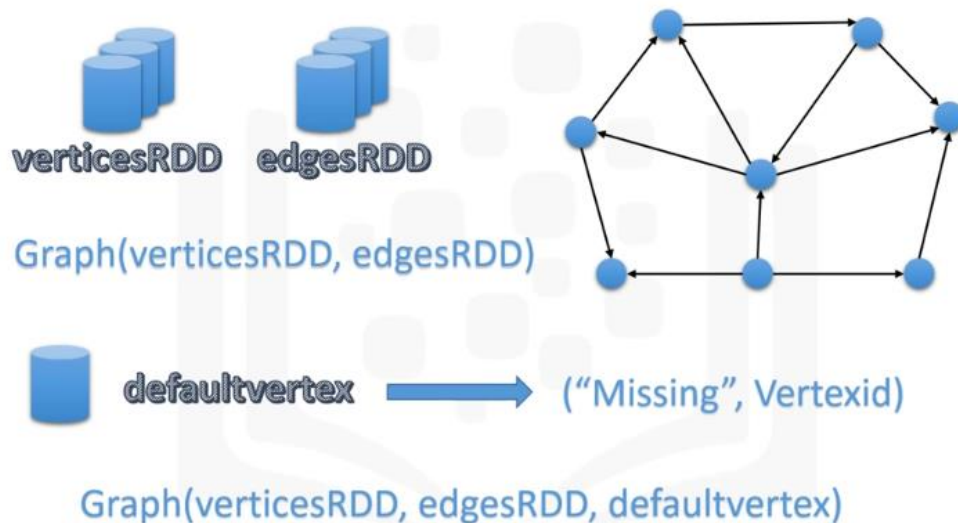 verticesRDD edgesRDD
Graph(verticesRDD, edgesRDD)
defaultvertex (“Missing”, Vertexid)
Graph(verticesRDD, edgesRDD, defaultvertex)